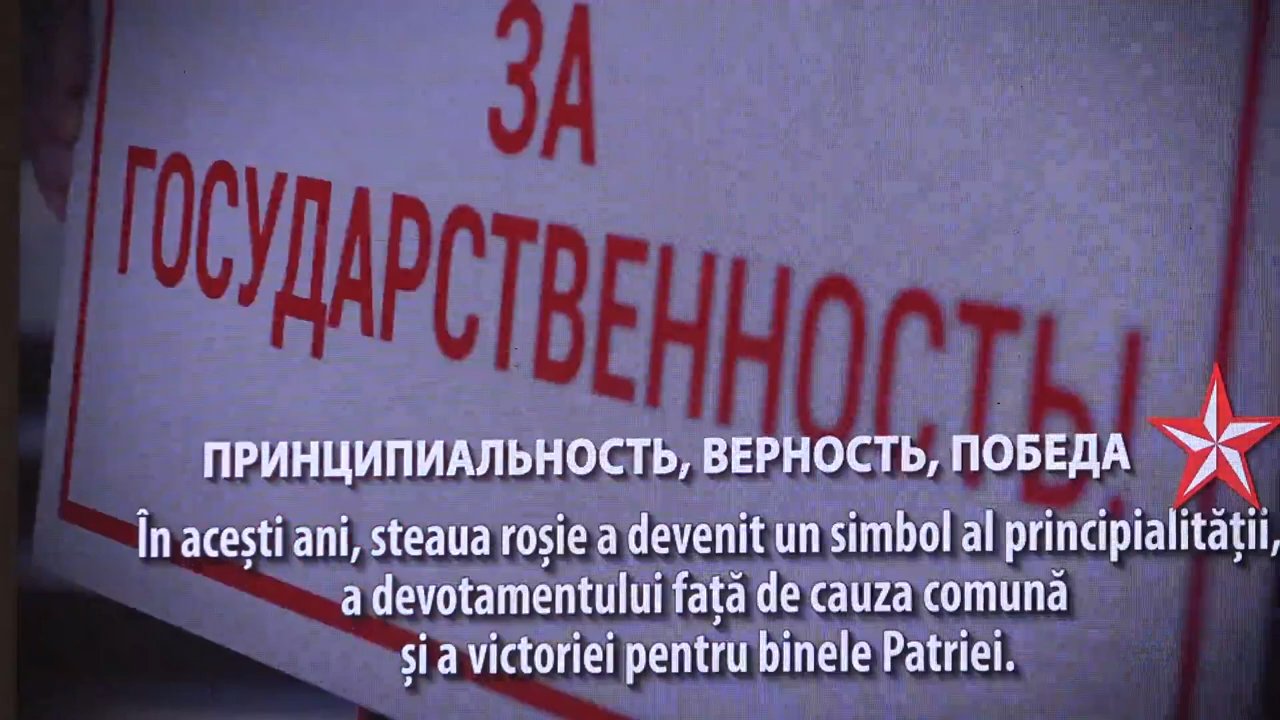 ЗА
ГОСУДАРСТВЕННОСТЬ!
ПРИНЦИПИАЛЬНОСТЬ, ВЕРНОСТЬ, ПОБЕДА
În acești ani, steaua roșie a devenit un simbol al principialității,
a devotamentului față de cauza comună
și a victoriei pentru binele Patriei.